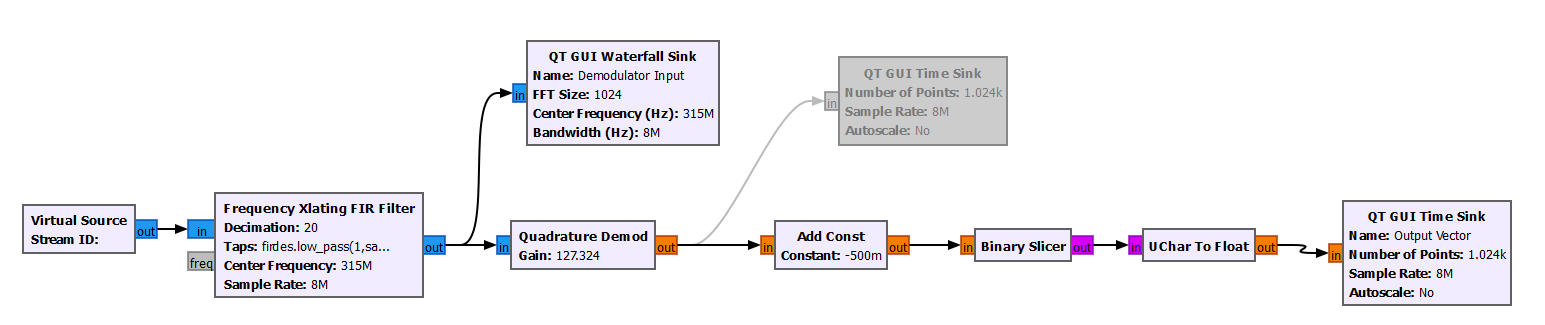 QT GUI Waterfall Sink
Name: Demodulator Input
FFT Size: 1024
Center Frequency (Hz): 315M
Bandwidth (Hz): 8M
in
QT GUI Time Sink
Number of Points: 1.024k
Sample Rate: 8M
Autoscale: No
in
Virtual Source
Stream ID:
out
Frequency Xlating FIR Filter
Decimation: 20
Taps: firdes.low_pass(1,sa...
Center Frequency: 315M
Sample Rate: 8M
in
freq
out
Quadrature Demod
Gain: 127.324
in
out
Add Const
Constant: -500m
in
out
Binary Slicer
in
out
UChar To Float
in
out
QT GUI Time Sink
Name: Output Vector
Number of Points: 1.024k
Sample Rate: 8M
Autoscale: No
in